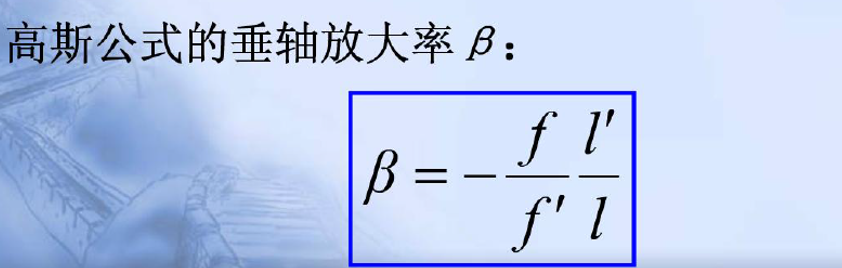 高斯公式的垂轴放大率 β：
β = − f/f′ l′/l